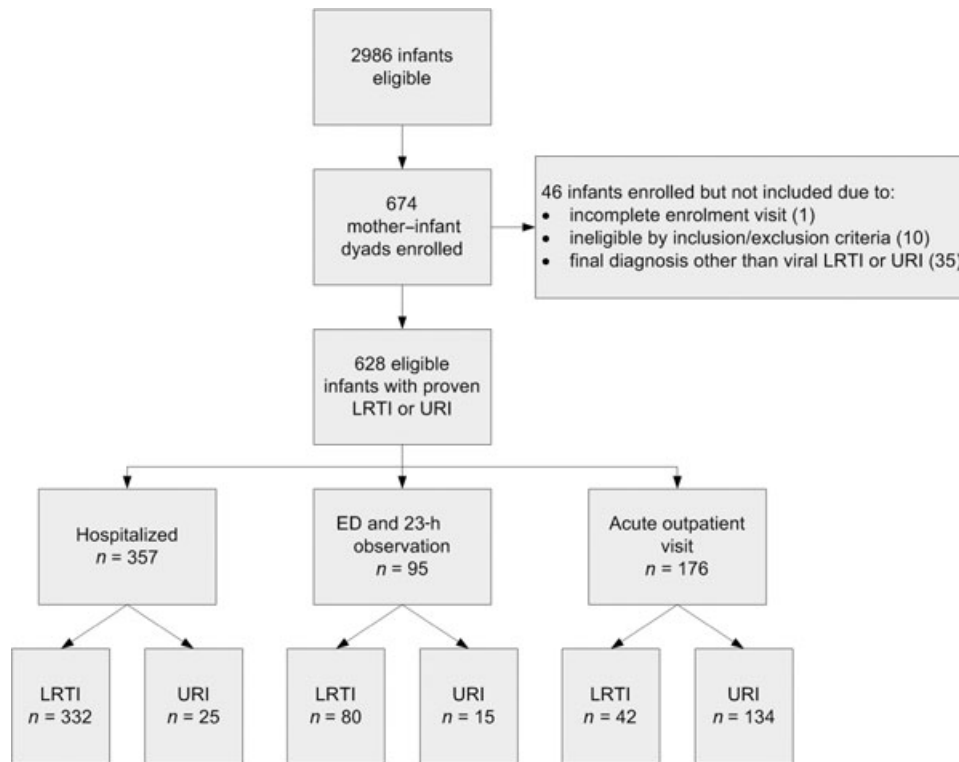 2986 infants
eligible
674
mother–infant
dyads enrolled
46 infants enrolled but not included due to:
• incomplete enrolment visit (1)
• ineligible by inclusion/exclusion criteria (10)
• final diagnosis other than viral LRTI or URI (35)
628 eligible
infants with proven
LRTI or URI
Hospitalized
n = 357
ED and 23-h
observation
n = 95
Acute outpatient
visit
n = 176
LRTI
n = 332
URI
n = 25
LRTI
n = 80
URI
n = 15
LRTI
n = 42
URI
n = 134